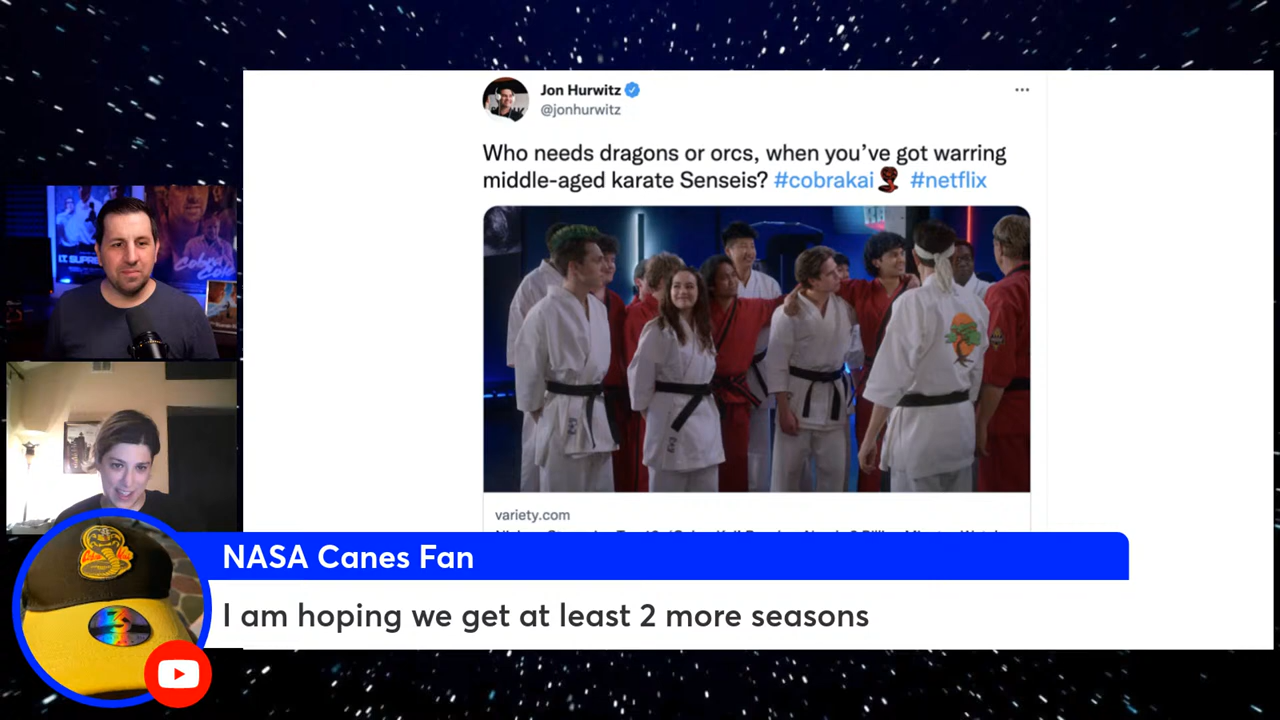 Jon Hurwitz
@jonhurwitz
Who needs dragons or orcs, when you've got warring
middle-aged karate Senseis? #cobrakai #netflix
variety.com
NASA Canes Fan
I am hoping we get at least 2 more seasons